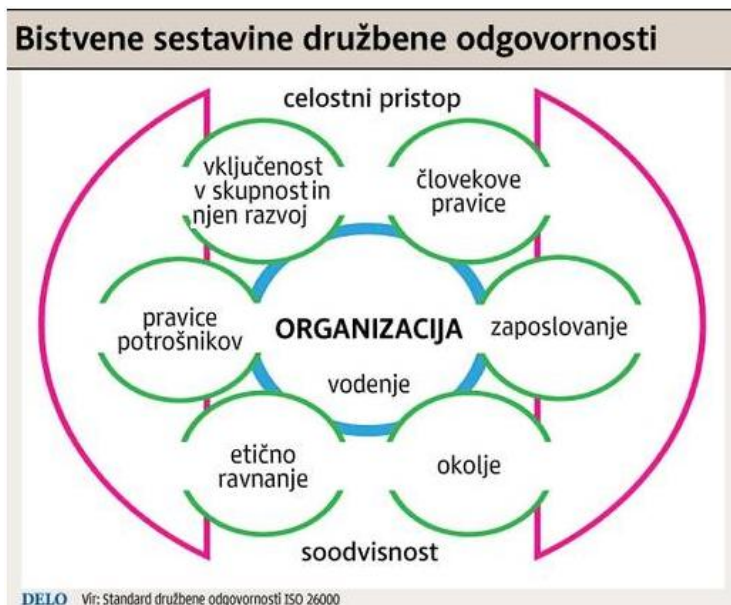 Bistvene sestavine družbene odgovornosti
celostni pristop
vključenost
v skupnost in
njen razvoj
človekove
pravice
pravice
potrošnikov
ORGANIZACIJA
vodenje
zaposlovanje
etično
ravnanje
okolje
soodvisnost
DELO Vir: Standard družbene odgovornosti ISO 26000